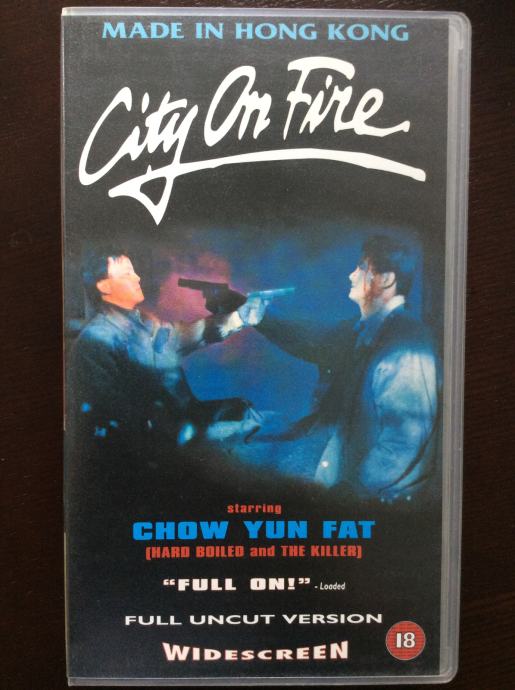 MADE IN HONG KONG
City On Fire
starring
CHOW YUN FAT
(HARD BOILED and THE KILLER)
"FULL ON!" - Loaded
FULL UNCUT VERSION
18
WIDESCREEN